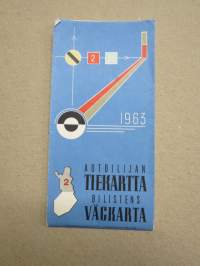 2
1963
AUTOILIJAN
TIEKARTTA
BILISTENS
VÄGKARTA
2